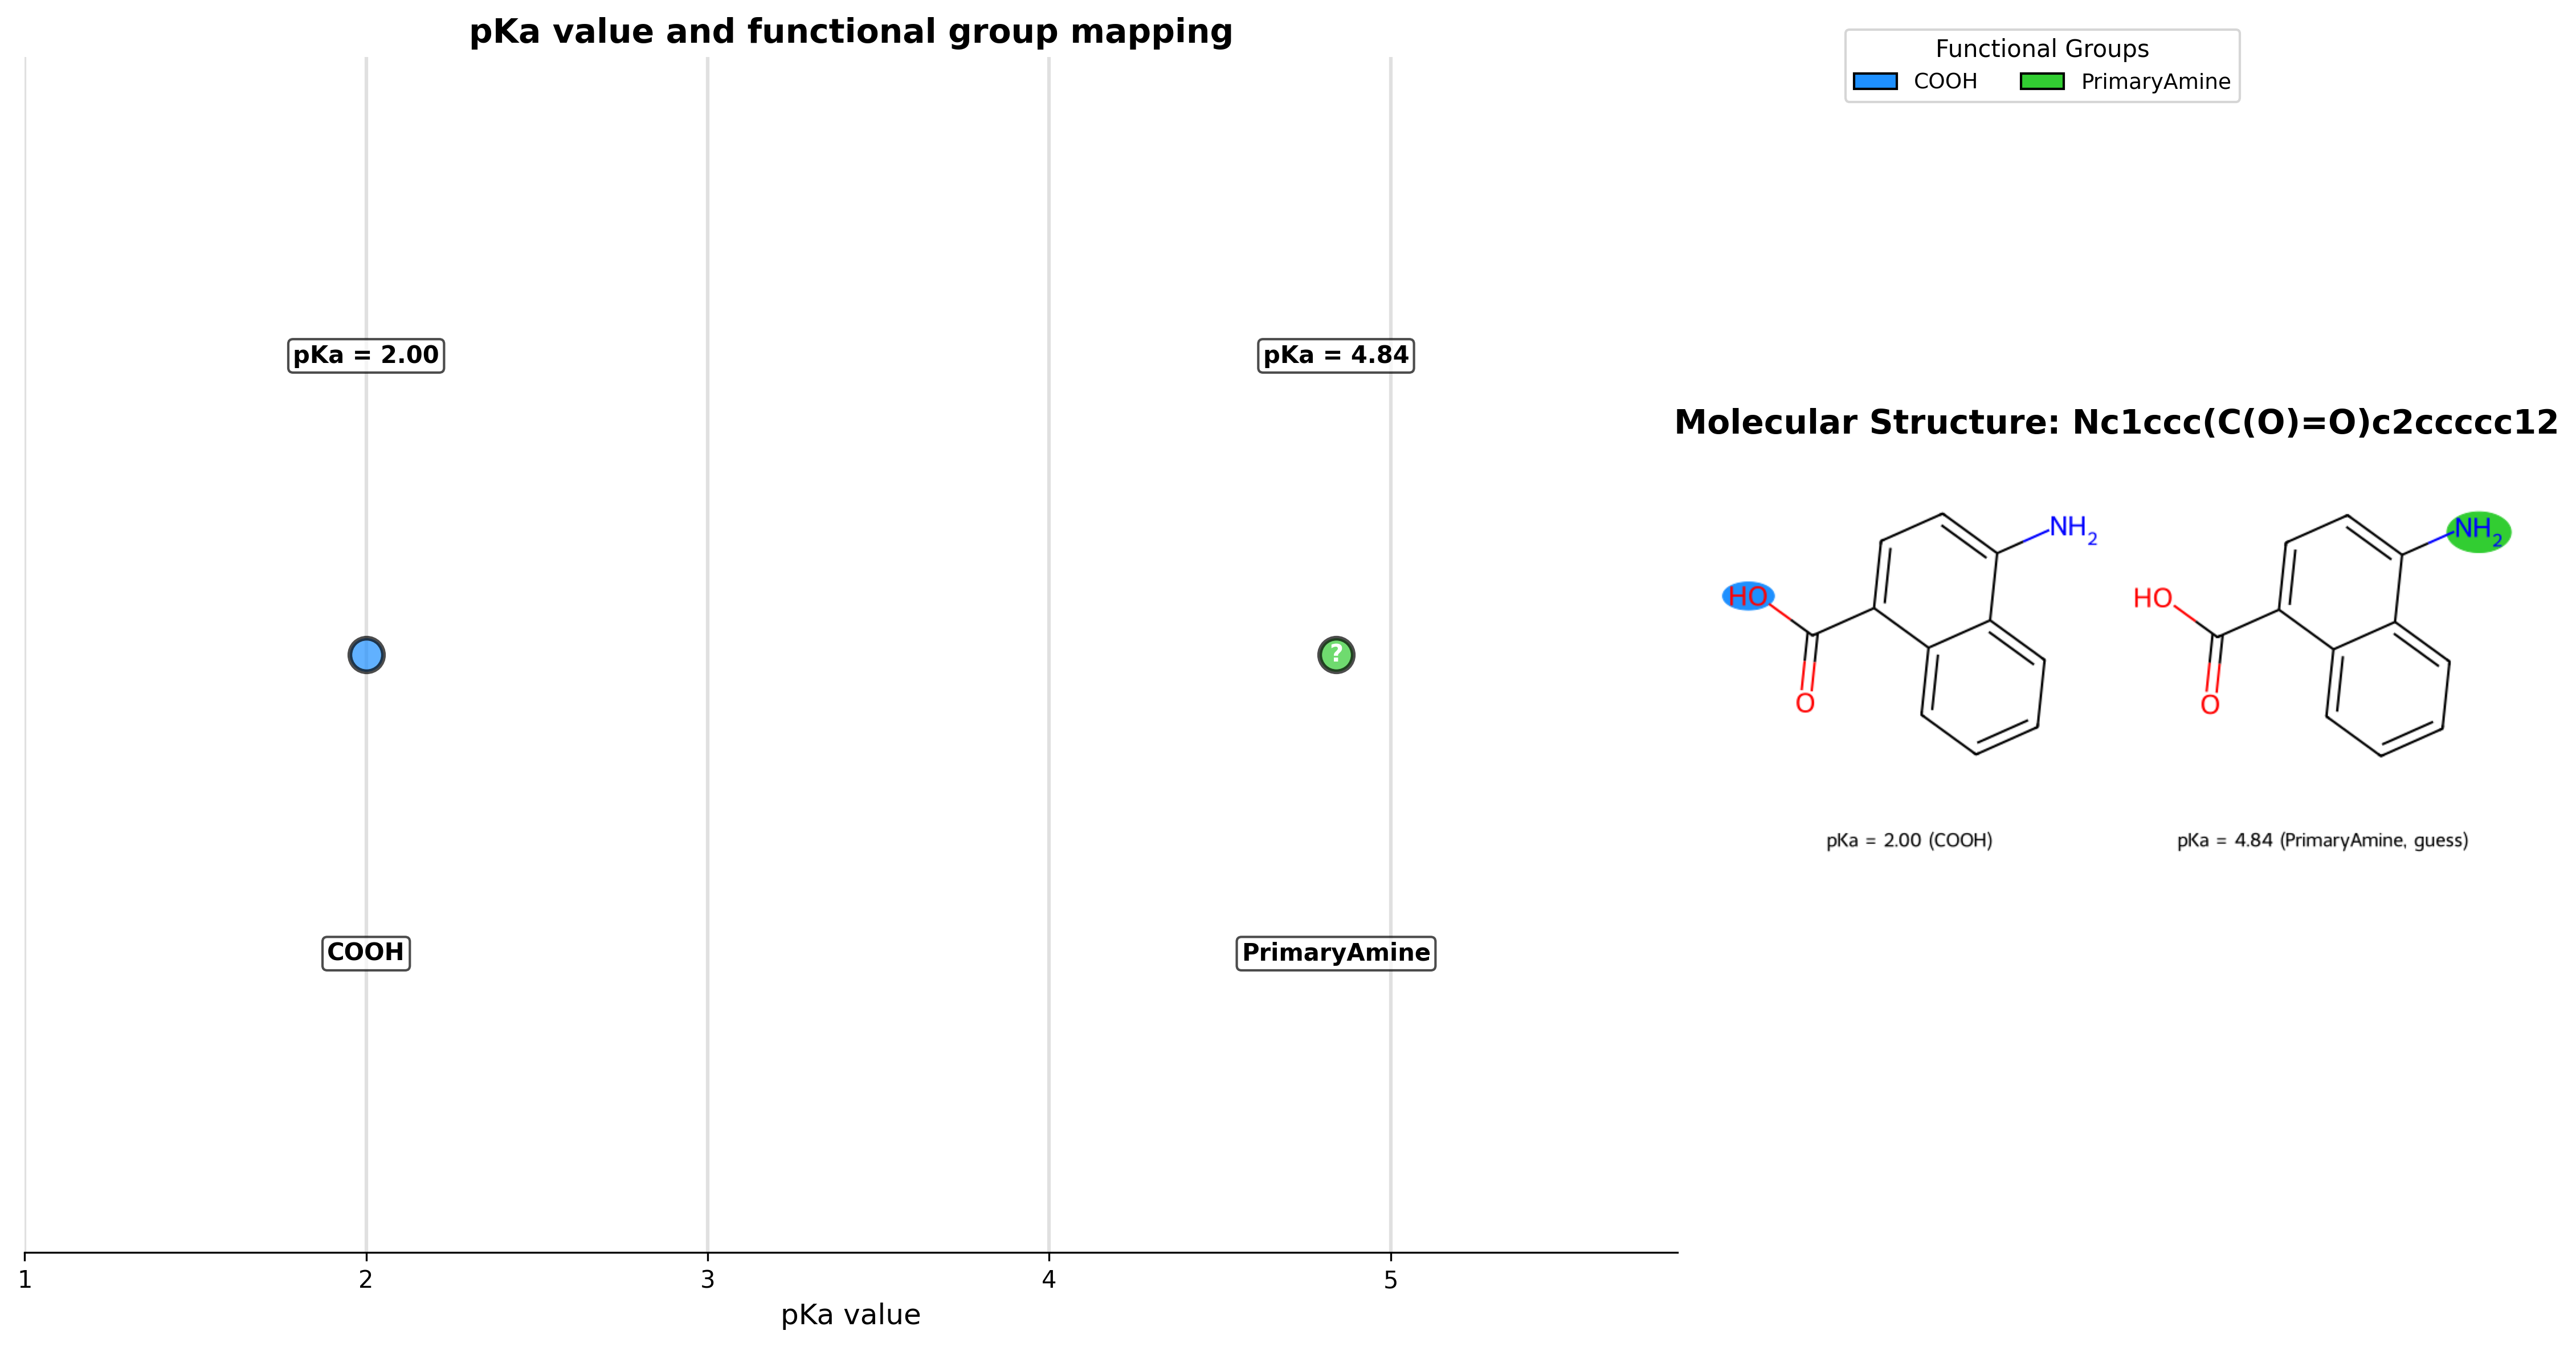 pKa value and functional group mapping
Functional Groups
COOH PrimaryAmine
pKa = 2.00 pKa = 4.84
Molecular Structure: Nc1ccc(C(O)=O)c2ccccc12
NH2 NH2
HO HO
?
O O
pKa = 2.00 (COOH) pKa = 4.84 (PrimaryAmine, guess)
COOH PrimaryAmine
1 2 3 4 5
pKa value